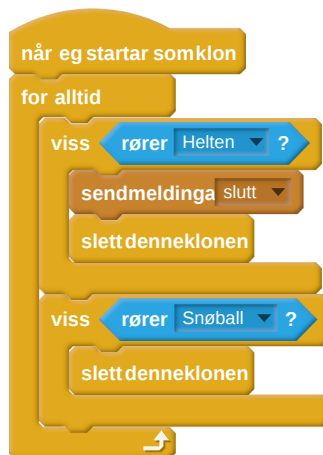 når eg startar som klon
for alltid
viss rører Helten ?
send meldinga slutt
slett denne klonen
viss rører Snøball ?
slett denne klonen